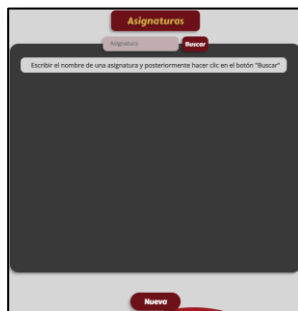 Asignaturas
Asignatura Buscar
Escribir el nombre de una asignatura y posteriormente hacer clic en el botón "Buscar"
Nueva